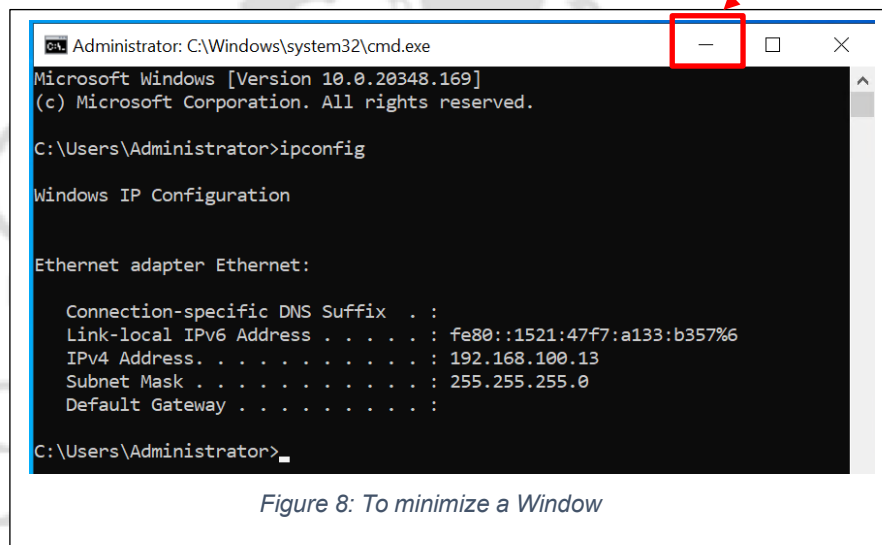 Administrator: C:\Windows\system32\cmd.exe
Microsoft Windows [Version 10.0.20348.169]
(c) Microsoft Corporation. All rights reserved.
C:\Users\Administrator>ipconfig
Windows IP Configuration
Ethernet adapter Ethernet:
Connection-specific DNS Suffix . :
Link-local IPv6 Address . . . . . : fe80::1521:47f7:a133:b357%6
IPv4 Address. . . . . . . . . . . : 192.168.100.13
Subnet Mask . . . . . . . . . . . : 255.255.255.0
Default Gateway . . . . . . . . . :
C:\Users\Administrator>
Figure 8: To minimize a Window